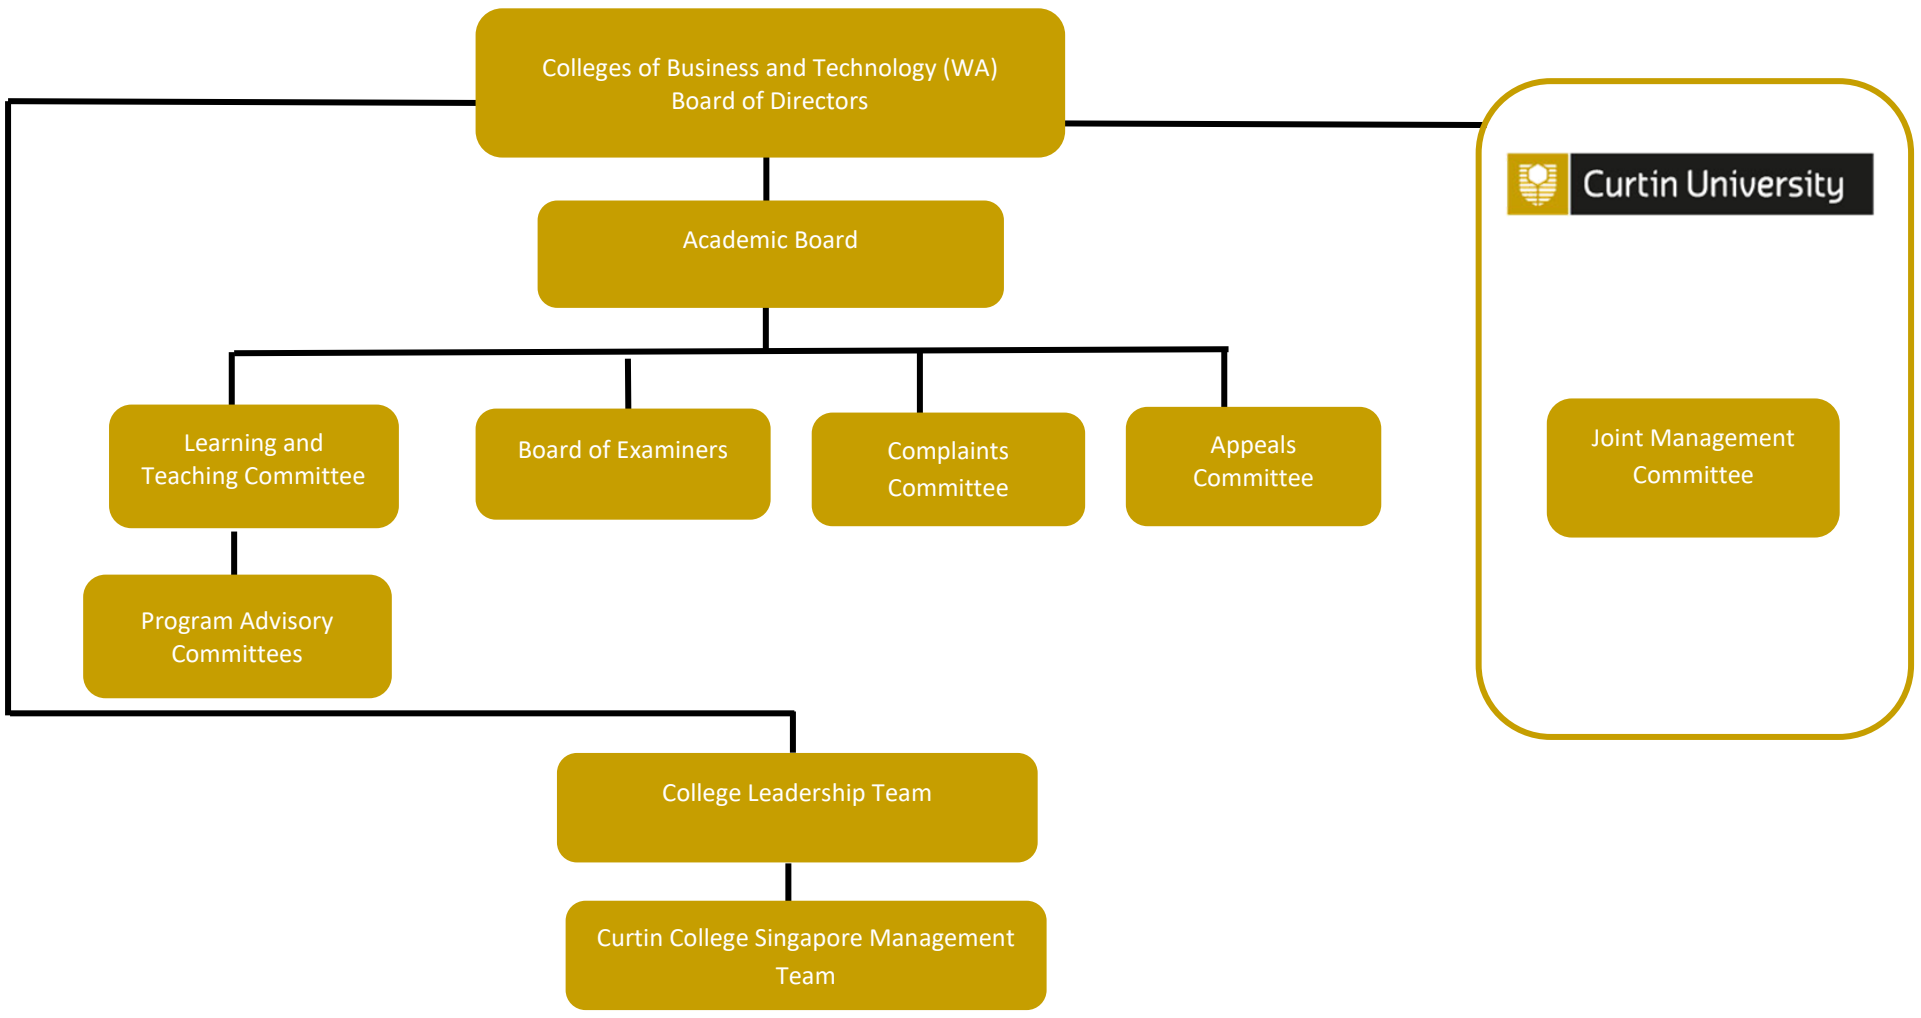 Colleges of Business and Technology (WA)
Board of Directors
Curtin University
Academic Board
Learning and
Teaching Committee
Board of Examiners
Complaints
Committee
Appeals
Committee
Joint Management
Committee
Program Advisory
Committees
College Leadership Team
Curtin College Singapore Management
Team